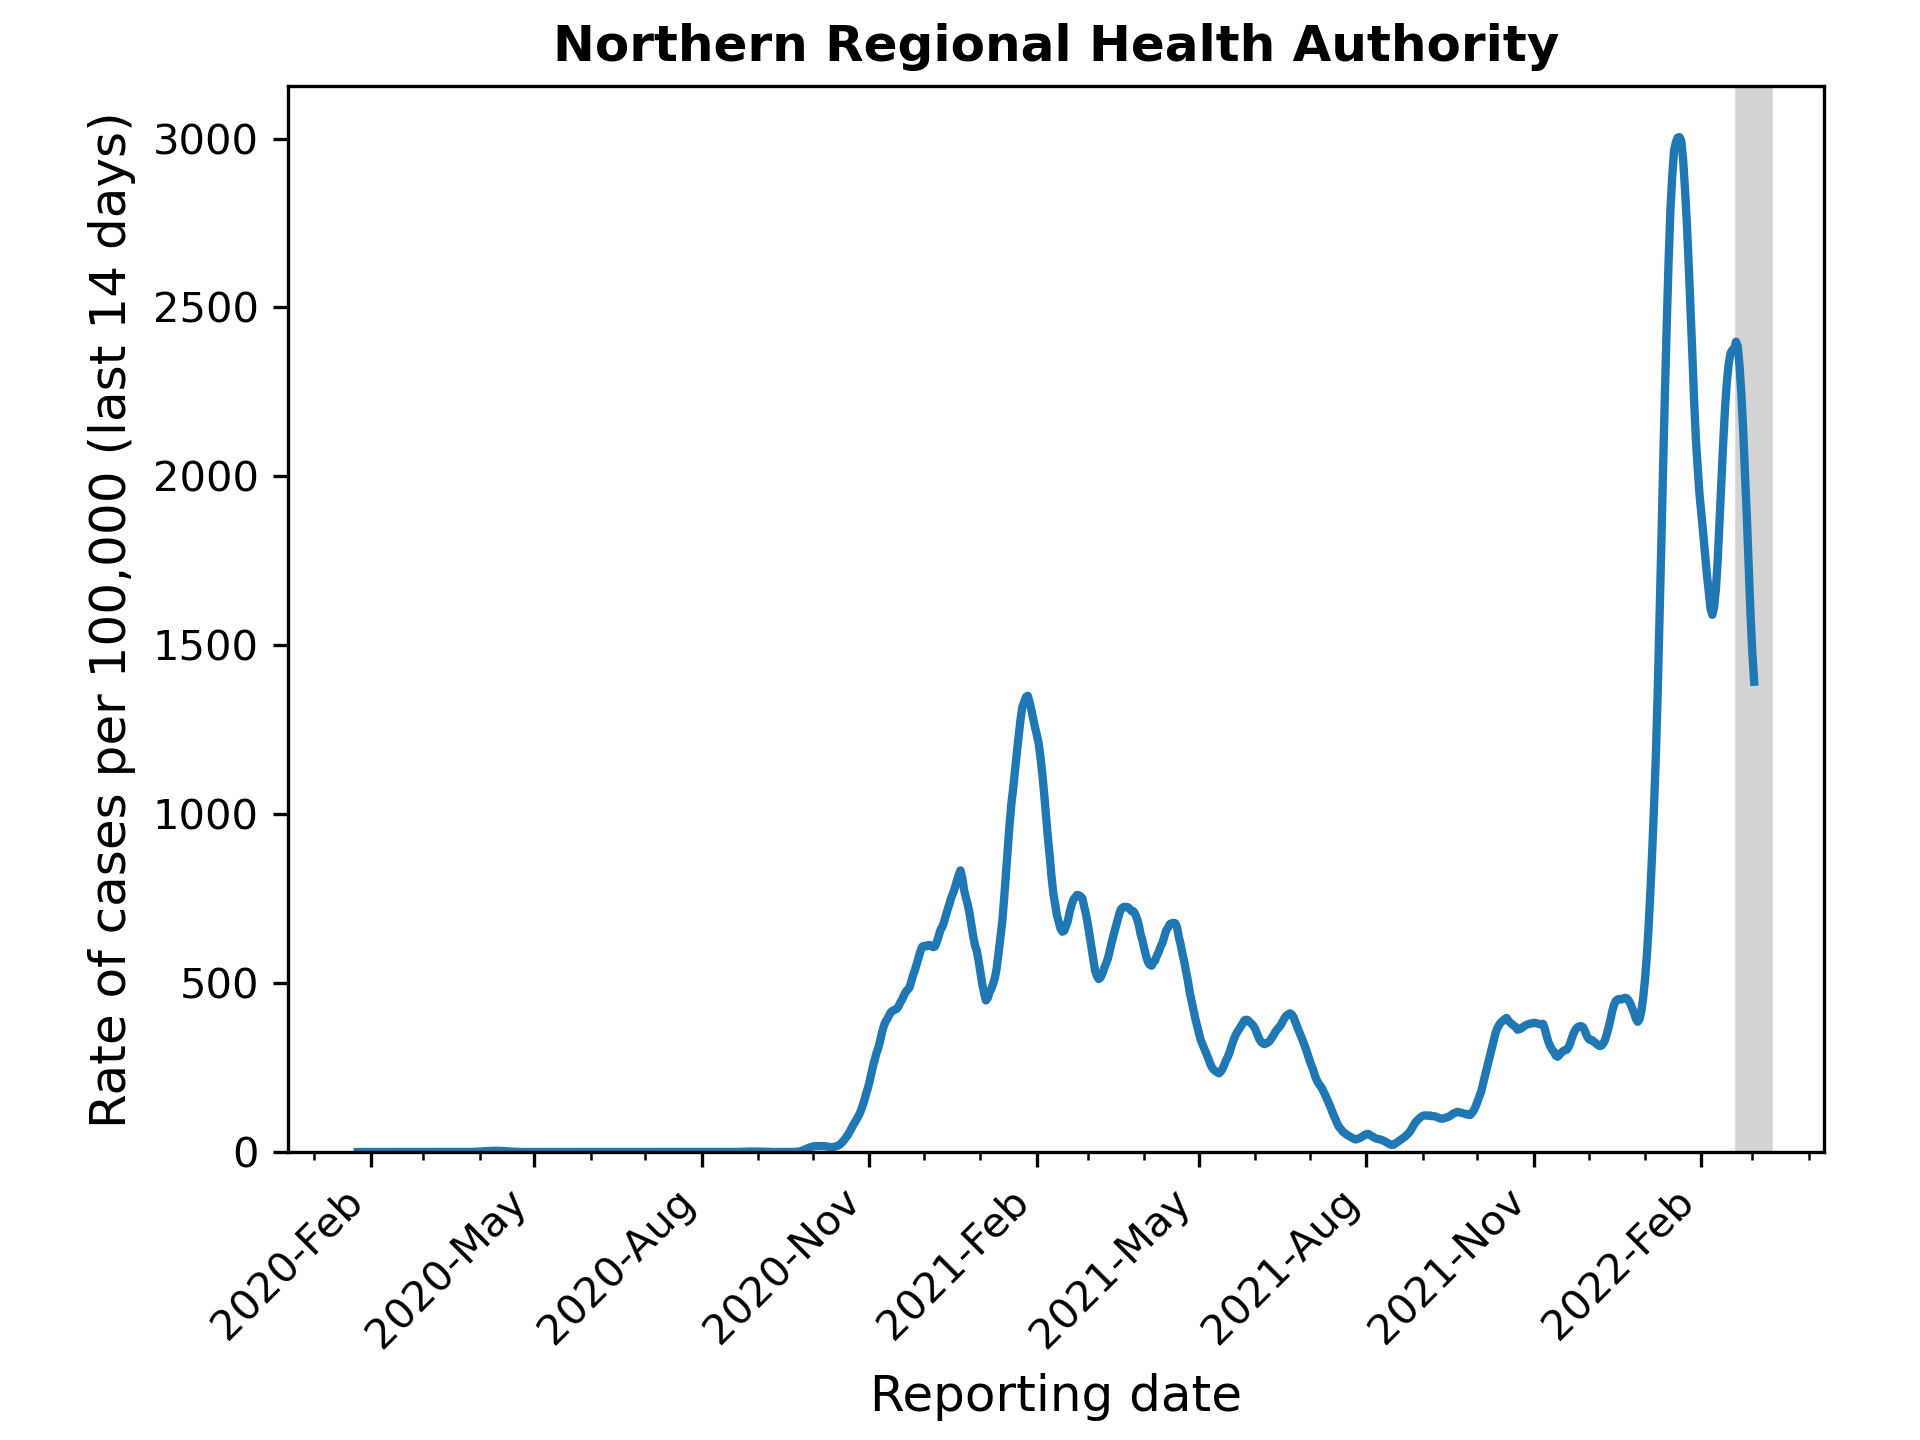 Northern Regional Health Authority
Rate of cases per 100,000 (last 14 days)
3000
2500
2000
1500
1000
500
0
2020-Feb
2020-May
2020-Aug
2020-Nov
2021-Feb
2021-May
2021-Aug
2021-Nov
2022-Feb
Reporting date